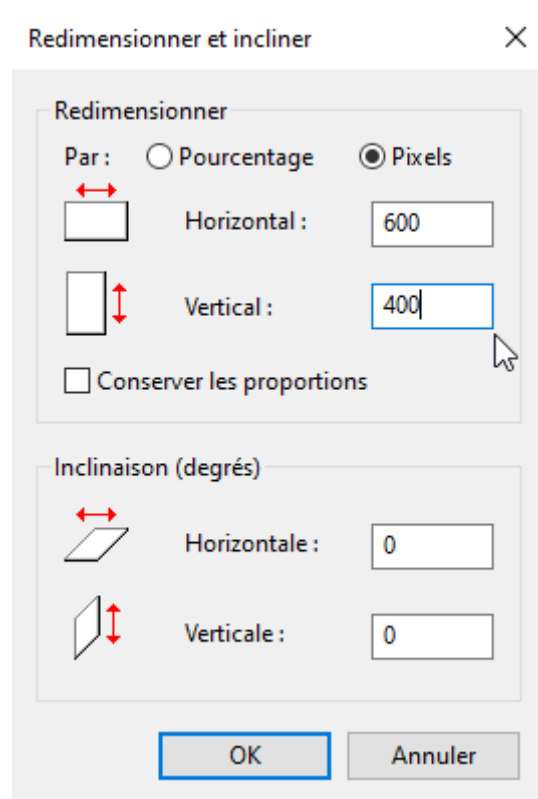 Redimensionner et incliner
Redimensionner
Par : Pourcentage Pixels
Horizontal : 600
Vertical : 400
Conserver les proportions
Inclinaison (degrés)
Horizontale : 0
Verticale : 0
OK Annuler